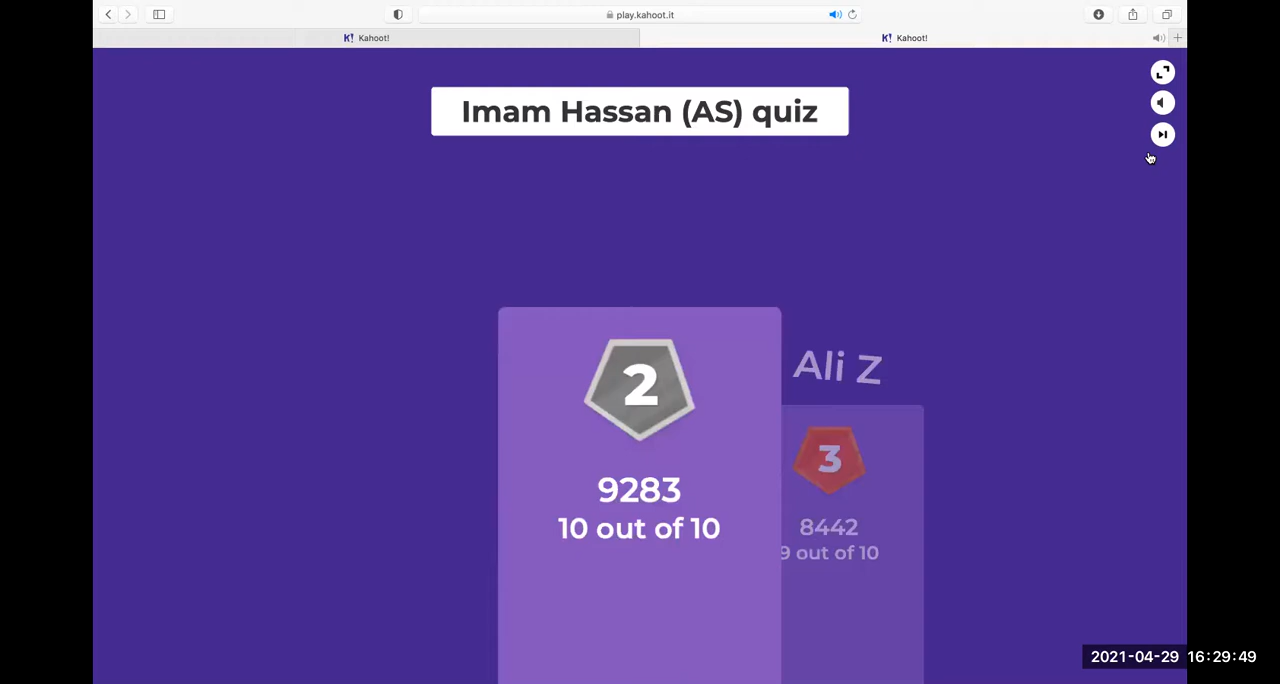 play.kahoot.it
K! Kahoot!
K! Kahoot!
Imam Hassan (AS) quiz
2
9283
10 out of 10
Ali Z
3
8442
9 out of 10
2021-04-29 16:29:49